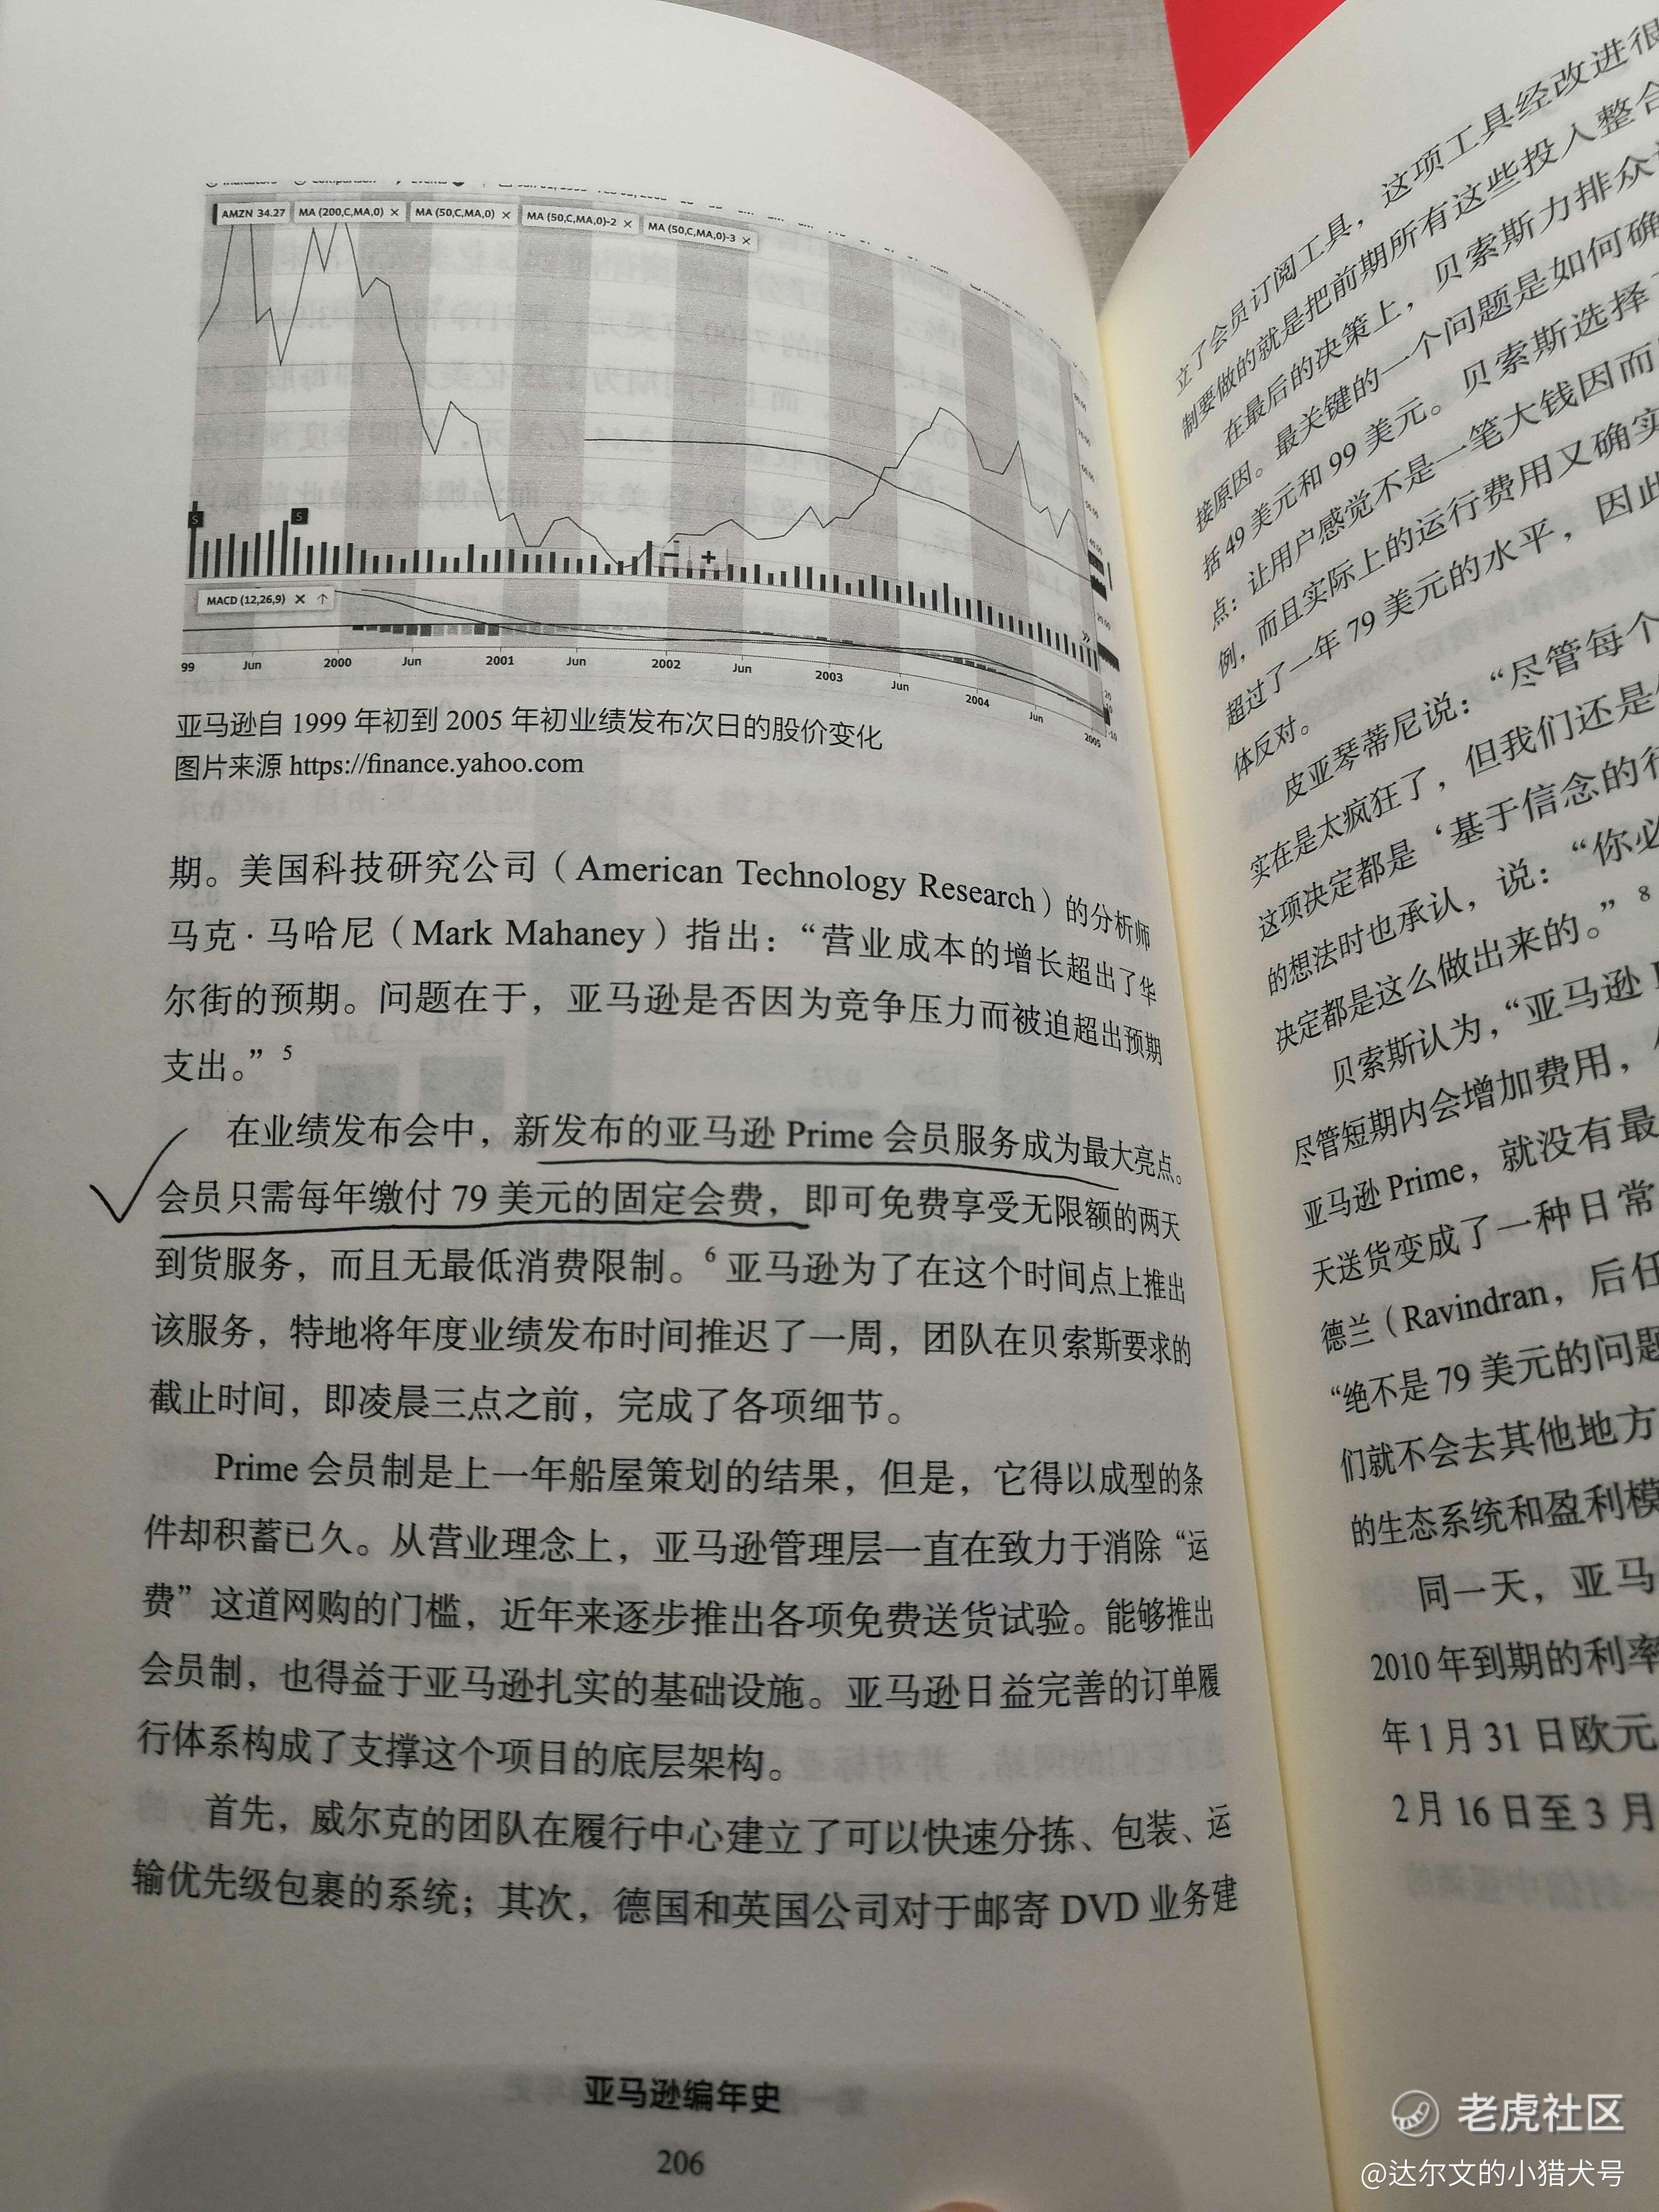 AMZN 34.27 MA (200,C,MA,0) × MA (50,C,MA,0) × MA (50,C,MA,0)-2 × MA (50,C,MA,0)-3 ×
S S
MACD (12,26,9) × ↑
99 Jun 2000 Jun 2001 Jun 2002 Jun 2003 Jun 2004 Jun 2005
亚马逊自 1999 年初到 2005 年初业绩发布次日的股价变化
图片来源 https://finance.yahoo.com
期。美国科技研究公司（American Technology Research）的分析师
马克·马哈尼（Mark Mahaney）指出：“营业成本的增长超出了华
尔街的预期。问题在于，亚马逊是否因为竞争压力而被迫超出预期
支出。”5
在业绩发布会中，新发布的亚马逊 Prime 会员服务成为最大亮点。
会员只需每年缴付 79 美元的固定会费，即可免费享受无限额的两天
到货服务，而且无最低消费限制。6 亚马逊为了在这个时间点上推出
该服务，特地将年度业绩发布时间推迟了一周，团队在贝索斯要求的
截止时间，即凌晨三点之前，完成了各项细节。
Prime 会员制是上一年船屋策划的结果，但是，它得以成型的条
件却积蓄已久。从营业理念上，亚马逊管理层一直在致力于消除“运
费”这道网购的门槛，近年来逐步推出各项免费送货试验。能够推出
会员制，也得益于亚马逊扎实的基础设施。亚马逊日益完善的订单履
行体系构成了支撑这个项目的底层架构。
首先，威尔克的团队在履行中心建立了可以快速分拣、包装、运
输优先级包裹的系统；其次，德国和英国公司对于邮寄 DVD 业务建
亚马逊编年史
206
立了会员订阅工具，这项工具经改进很
制要做的就是把前期所有这些投入整合
在最后的决策上，贝索斯力排众
接原因。最关键的一个问题是如何确
括 49 美元和 99 美元。贝索斯选择
点：让用户感觉不是一笔大钱因而
例，而且实际上的运行费用又确实
超过了一年 79 美元的水平，因此
体反对。
皮亚琴蒂尼说：“尽管每个
实在是太疯狂了，但我们还是
这项决定都是‘基于信念的
的想法时也承认，说：“你必
决定都是这么做出来的。”8
贝索斯认为，“亚马逊
尽管短期内会增加费用，
亚马逊 Prime，就没有最
天送货变成了一种日常
德兰（Ravindran，后任
“绝不是 79 美元的问题
们就不会去其他地方
的生态系统和盈利模
同一天，亚马
2010 年到期的利率
年 1 月 31 日欧元
2 月 16 日至 3 月
老虎社区
@达尔文的小猎犬号